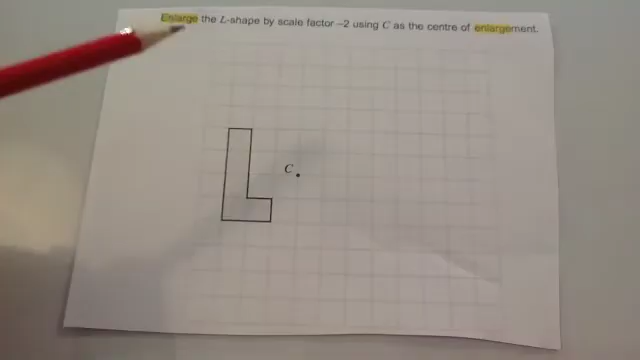 Enlarge the L-shape by scale factor –2 using C as the centre of enlargement.
C